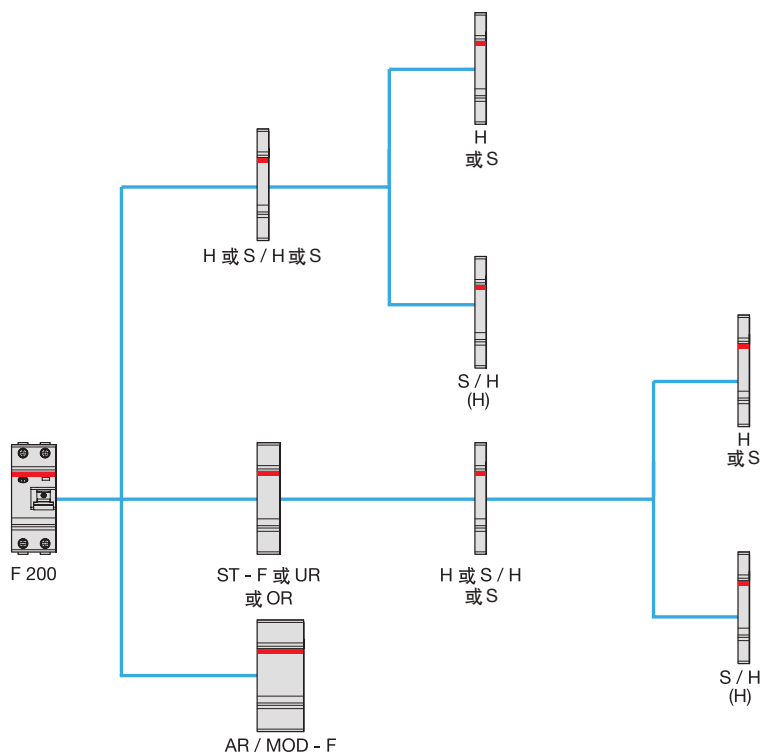 H
或 S
H 或 S / H 或 S
S / H
(H)
H
或 S
F 200
ST - F 或 UR
或 OR
H 或 S / H
或 S
S / H
(H)
AR / MOD - F